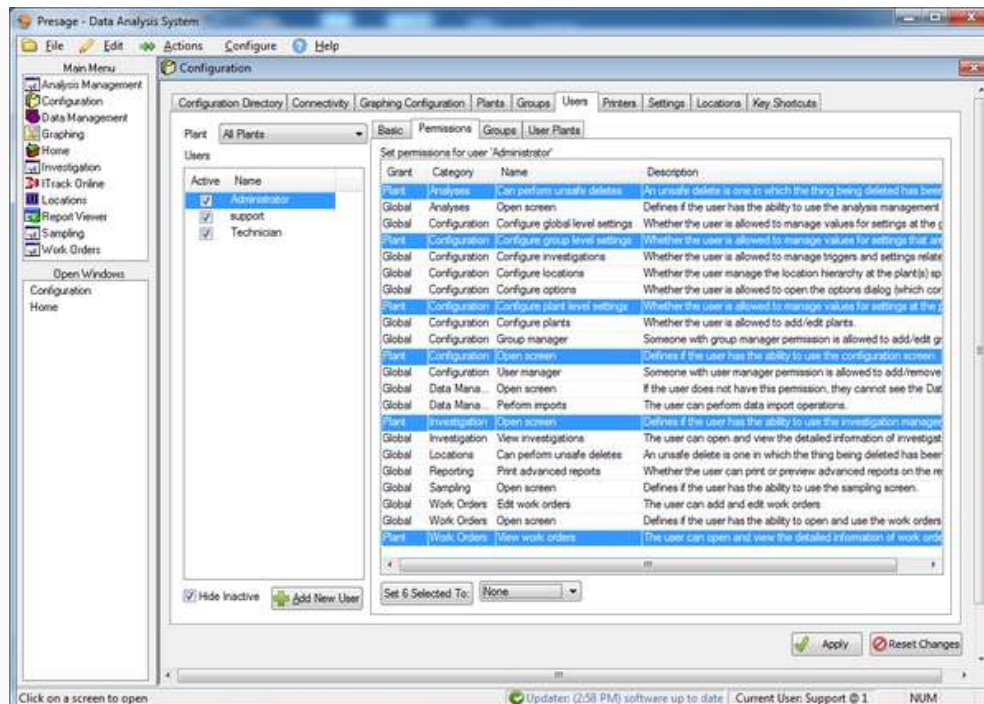 Presage - Data Analysis System
File Edit Actions Configure Help
Main Menu
Analysis Management
Configuration
Data Management
Graphing
Home
Investigation
ITrack Online
Locations
Report Viewer
Sampling
Work Orders
Open Windows
Configuration
Home
Configuration
Configuration Directory Connectivity Graphing Configuration Plants Groups Users Printers Settings Locations Key Shortcuts
Plant All Plants
Users
Active Name
Administrator
support
Technician
Hide Inactive Add New User
Basic Permissions Groups User Plants
Set permissions for user 'Administrator'
Grant Category Name Description
Plant Analyses Can perform unsafe deletes An unsafe delete is one in which the thing being deleted has been
Global Analyses Open screen Defines if the user has the ability to use the analysis management
Global Configuration Configure global level settings Whether the user is allowed to manage values for settings at the g
Plant Configuration Configure group level settings Whether the user is allowed to manage values for settings that are
Global Configuration Configure investigations Whether the user is allowed to manage triggers and settings relate
Global Configuration Configure locations Whether the user manage the location hierarchy at the plant(s) sp
Global Configuration Configure options Whether the user is allowed to open the options dialog (which cor
Plant Configuration Configure plant level settings Whether the user is allowed to manage values for settings at the p
Global Configuration Configure plants Whether the user is allowed to add/edit plants.
Global Configuration Group manager Someone with group manager permission is allowed to add/edit gr
Plant Configuration Open screen Defines if the user has the ability to use the configuration screen.
Global Configuration User manager Someone with user manager permission is allowed to add/remove
Global Data Mana... Open screen If the user does not have this permission, they cannot see the Dat
Global Data Mana... Perform imports The user can perform data import operations.
Plant Investigation Open screen Defines if the user has the ability to use the investigation manager
Global Investigation View investigations The user can open and view the detailed information of investigat
Global Locations Can perform unsafe deletes An unsafe delete is one in which the thing being deleted has been
Global Reporting Print advanced reports Whether the user can print or preview advanced reports on the re
Global Sampling Open screen Defines if the user has the ability to use the sampling screen.
Global Work Orders Edit work orders The user can add and edit work orders
Global Work Orders Open screen Defines if the user has the ability to open and use the work orders
Plant Work Orders View work orders The user can open and view the detailed information of work orde
Set 6 Selected To: None
Apply Reset Changes
Click on a screen to open Updater: (2:58 PM) software up to date Current User: Support @ 1 NUM